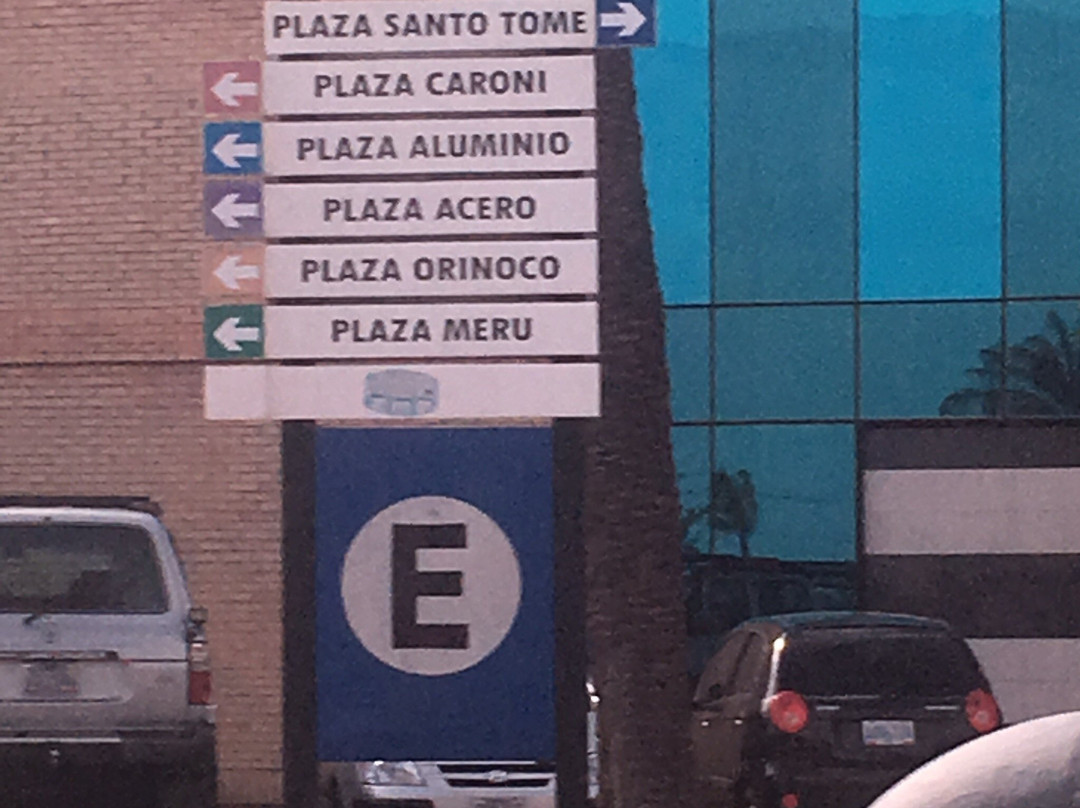 PLAZA SANTO TOME
PLAZA CARONI
PLAZA ALUMINIO
PLAZA ACERO
PLAZA ORINOCO
PLAZA MERU
E